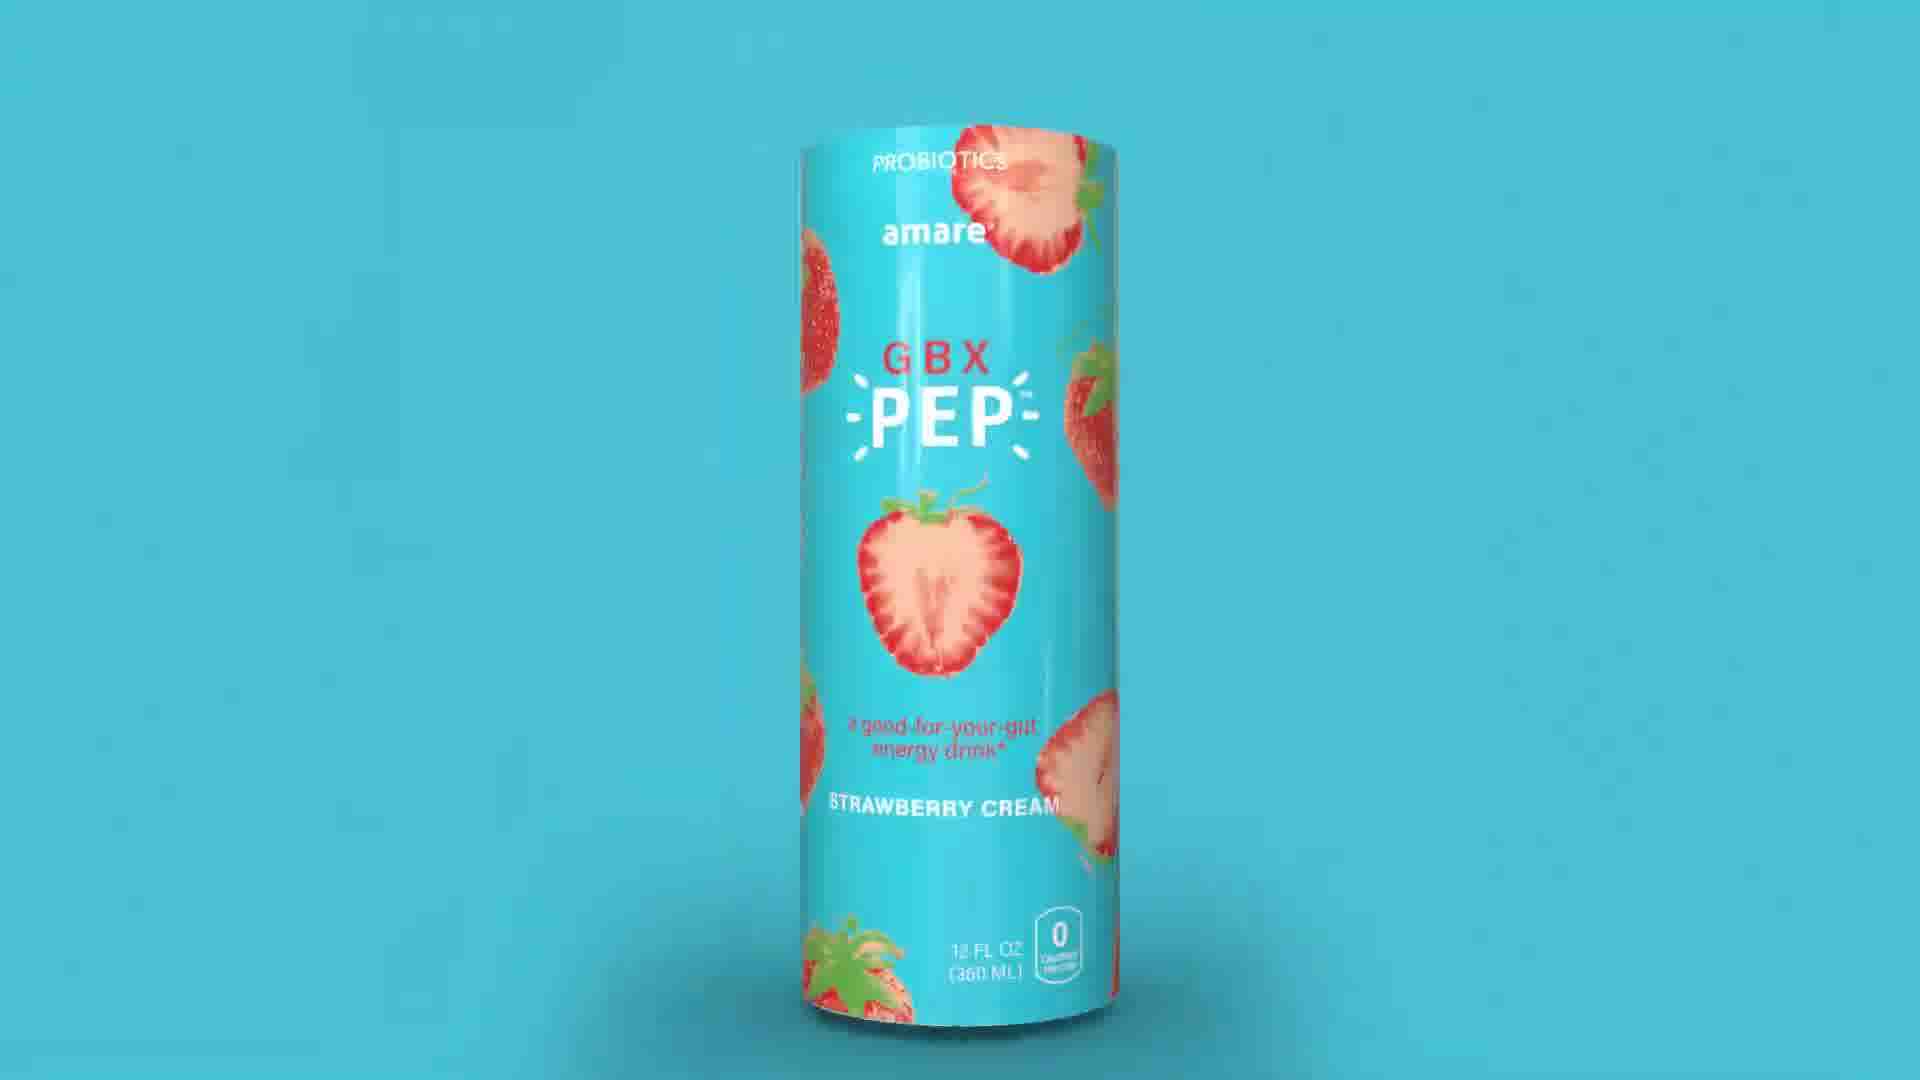 PROBIOTICS
amare
GBX
PEP
a good-for-your-gut
energy drink*
STRAWBERRY CREAM
12 FL OZ
(360 ML)
0